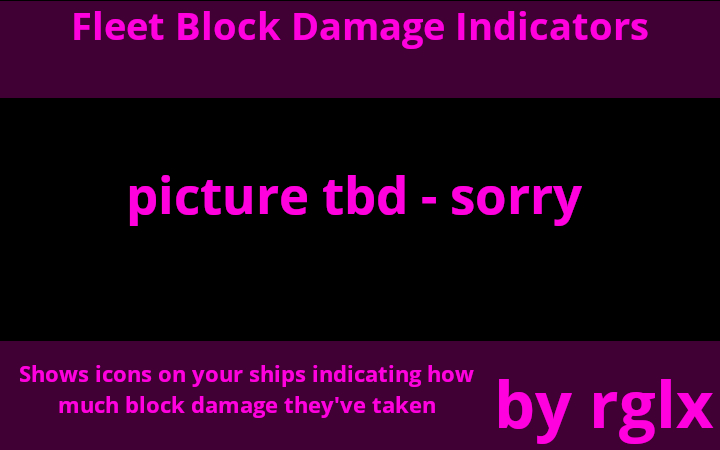 Fleet Block Damage Indicators
picture tbd - sorry
Shows icons on your ships indicating how
much block damage they've taken
by rglx